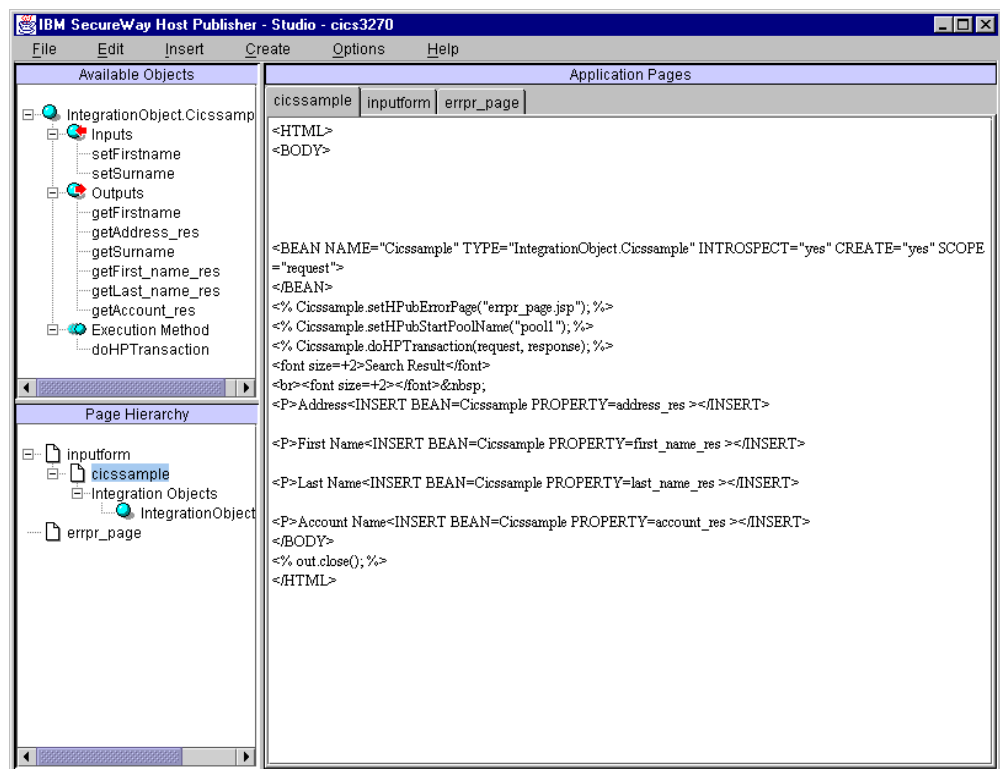 IBM SecureWay Host Publisher - Studio - cics3270
File Edit Insert Create Options Help
Available Objects
IntegrationObject.Cicssamp
Inputs
setFirstname
setSurname
Outputs
getFirstname
getAddress_res
getSurname
getFirst_name_res
getLast_name_res
getAccount_res
Execution Method
doHPTransaction
Page Hierarchy
inputform
cicssample
Integration Objects
IntegrationObject
errpr_page
Application Pages
cicssample inputform errpr_page
<HTML>
<BODY>
<BEAN NAME="Cicssample" TYPE="IntegrationObject.Cicssample" INTROSPECT="yes" CREATE="yes" SCOPE
="request">
</BEAN>
<% Cicssample.setHPubErrorPage("errpr_page.jsp"); %>
<% Cicssample.setHPubStartPoolName("pool1"); %>
<% Cicssample.doHPTransaction(request, response); %>
<font size=+2>Search Result</font>
<br><font size=+2></font>&nbsp;
<P>Address<INSERT BEAN=Cicssample PROPERTY=address_res ></INSERT>
<P>First Name<INSERT BEAN=Cicssample PROPERTY=first_name_res ></INSERT>
<P>Last Name<INSERT BEAN=Cicssample PROPERTY=last_name_res ></INSERT>
<P>Account Name<INSERT BEAN=Cicssample PROPERTY=account_res ></INSERT>
</BODY>
<% out.close(); %>
</HTML>